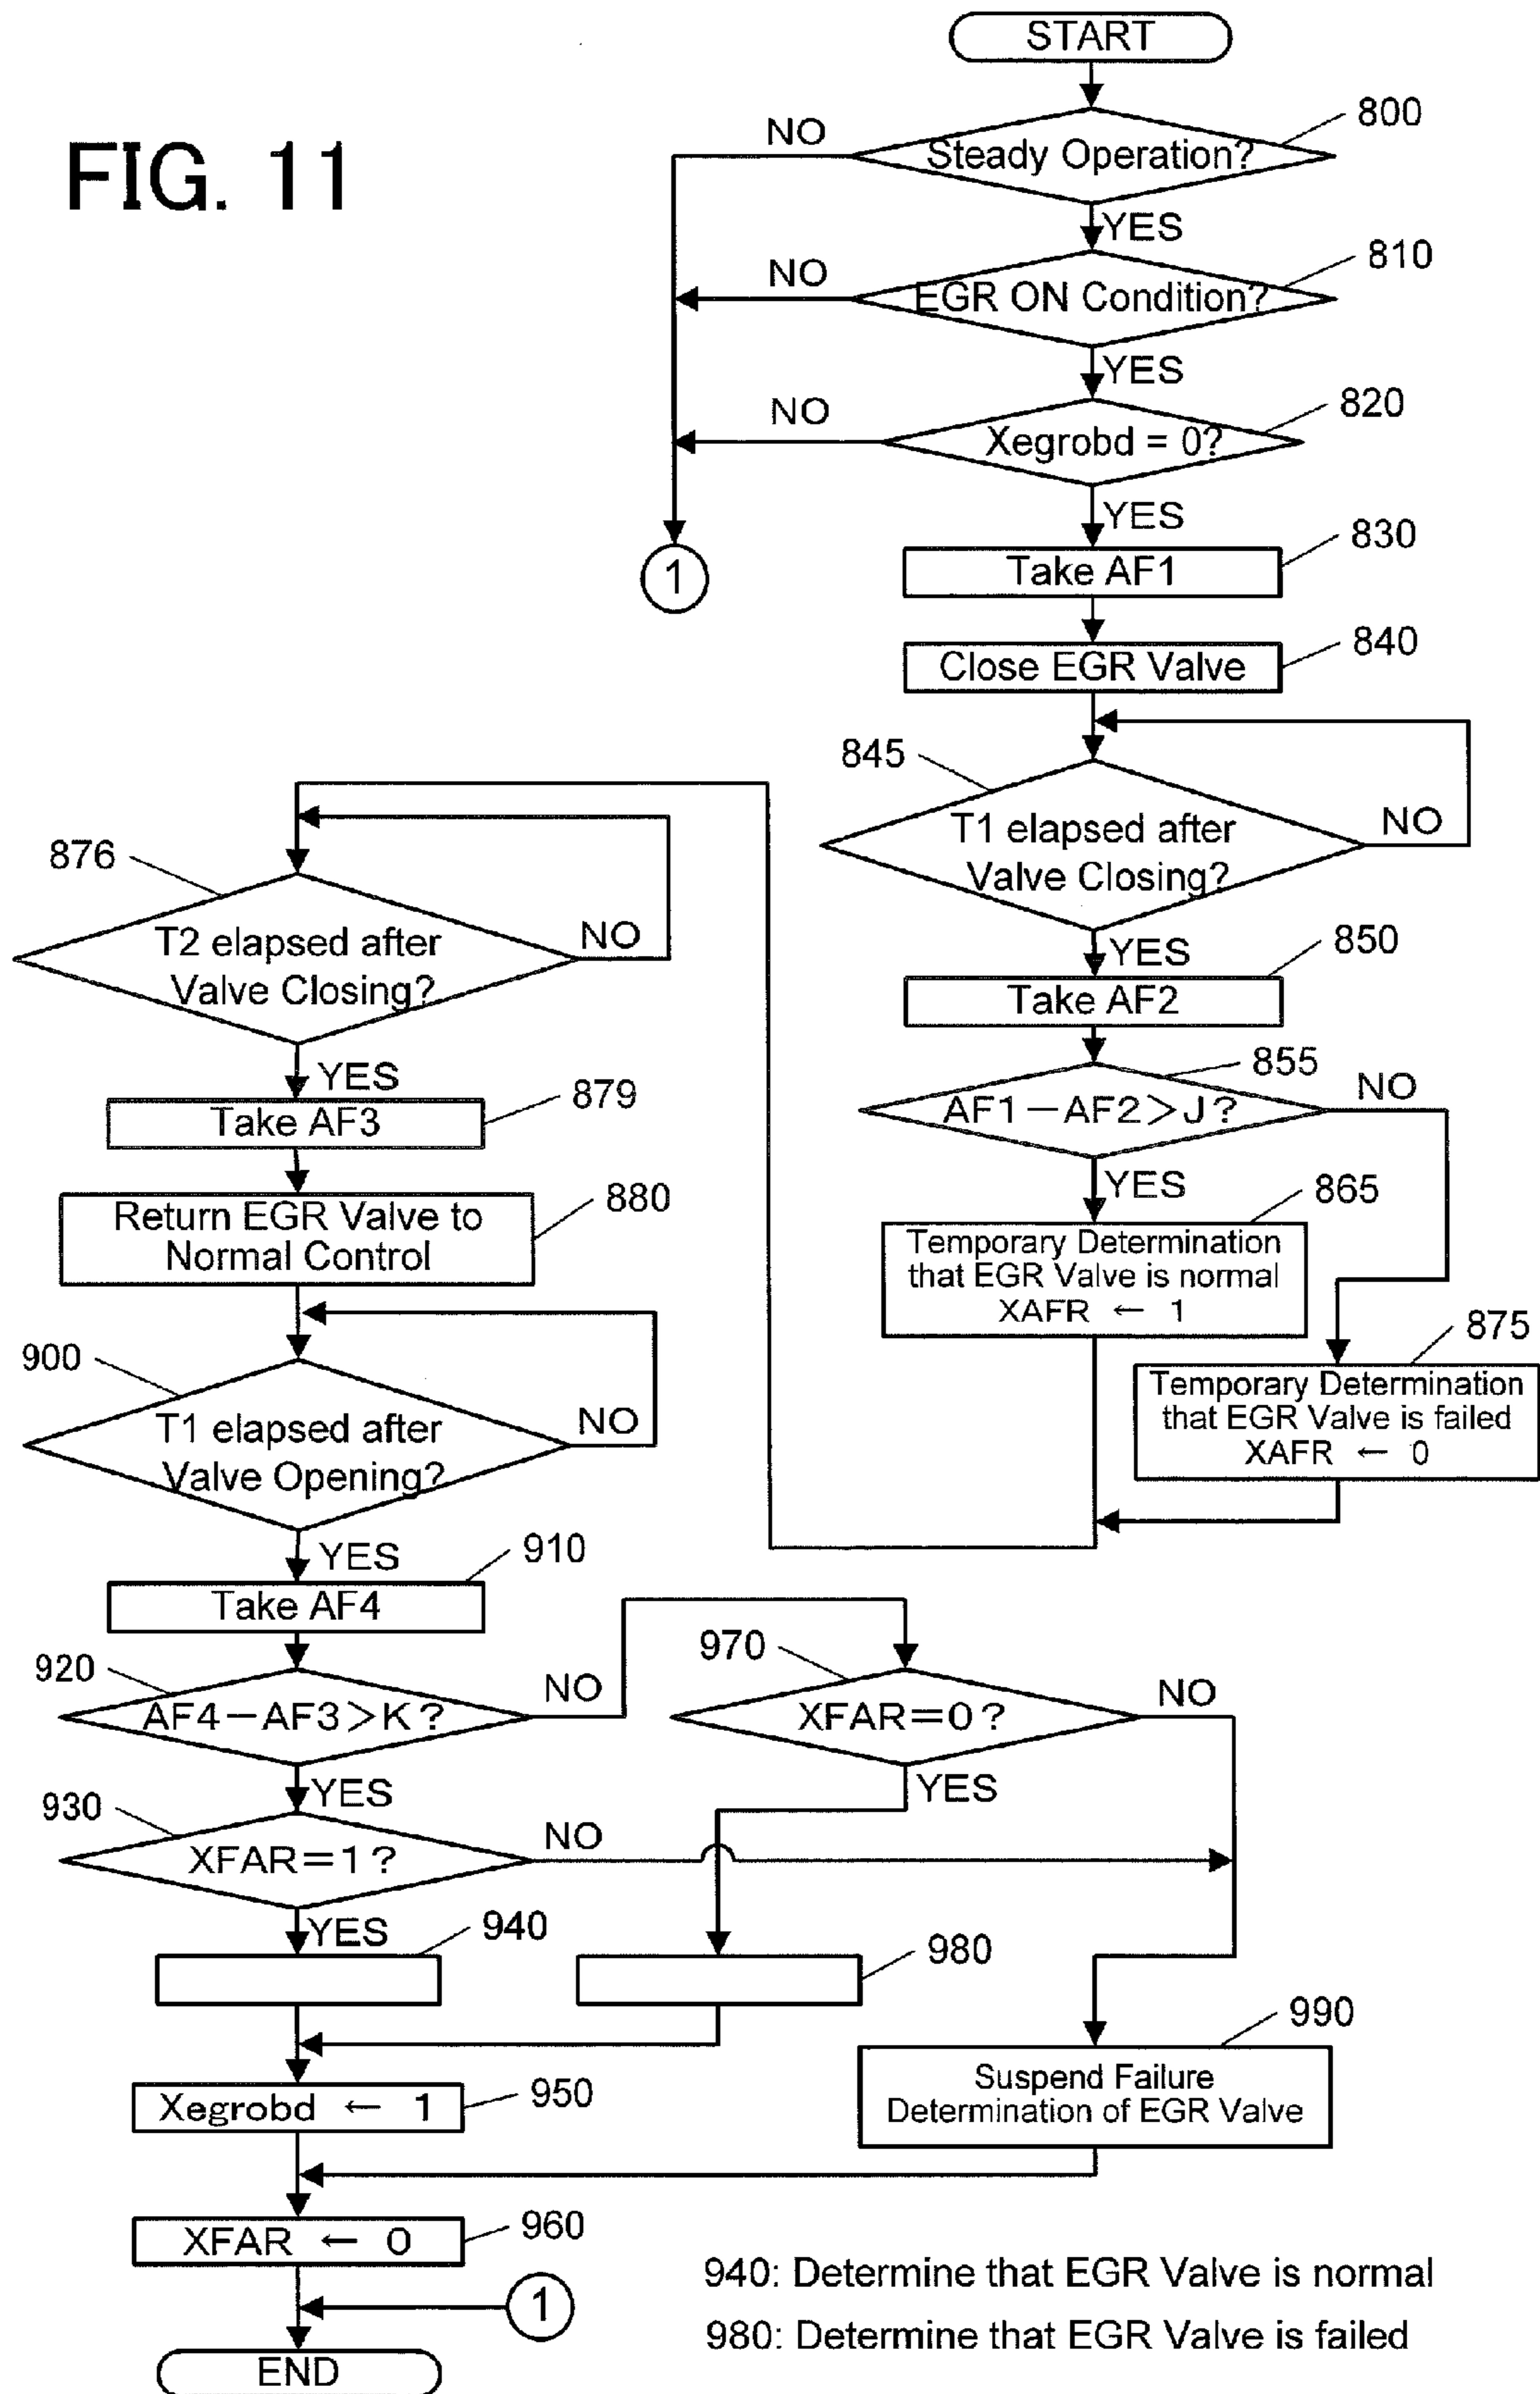 FIG. 11
START
800
Steady Operation?
NO
YES
810
EGR ON Condition?
NO
YES
820
Xegrobd = 0?
NO
YES
1
830
Take AF1
840
Close EGR Valve
845
T1 elapsed after
Valve Closing?
NO
YES
850
Take AF2
855
AF1−AF2>J?
NO
YES
865
Temporary Determination
that EGR Valve is normal
XAFR ← 1
875
Temporary Determination
that EGR Valve is failed
XAFR ← 0
876
T2 elapsed after
Valve Closing?
NO
YES
879
Take AF3
880
Return EGR Valve to
Normal Control
900
T1 elapsed after
Valve Opening?
NO
YES
910
Take AF4
920
AF4−AF3>K?
NO
YES
970
XFAR=0?
NO
YES
930
XFAR=1?
NO
YES
940
980
990
Suspend Failure
Determination of EGR Valve
950
Xegrobd ← 1
960
XFAR ← 0
1
END
940: Determine that EGR Valve is normal
980: Determine that EGR Valve is failed